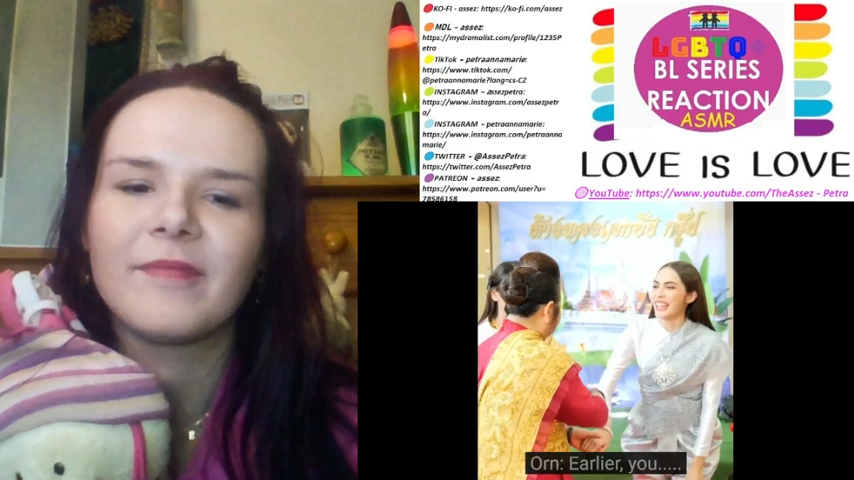 KO-FI - assez: https://ko-fi.com/assez
MDL - assez:
https://mydramalist.com/profile/1235P
etra
TikTok - petraannamarie:
https://www.tiktok.com/
@petraannamarie?lang=cs-CZ
INSTAGRAM - assezpetra:
https://www.instagram.com/assezpetr
a/
INSTAGRAM - petraannamarie:
https://www.instagram.com/petraanna
marie/
TWITTER - @AssezPetra:
https://twitter.com/AssezPetra
PATREON - assez:
https://www.patreon.com/user?u=
78586158
LGBTQ+
BL SERIES
REACTION
ASMR
LOVE IS LOVE
YouTube: https://www.youtube.com/TheAssez - Petra
Orn: Earlier, you.....